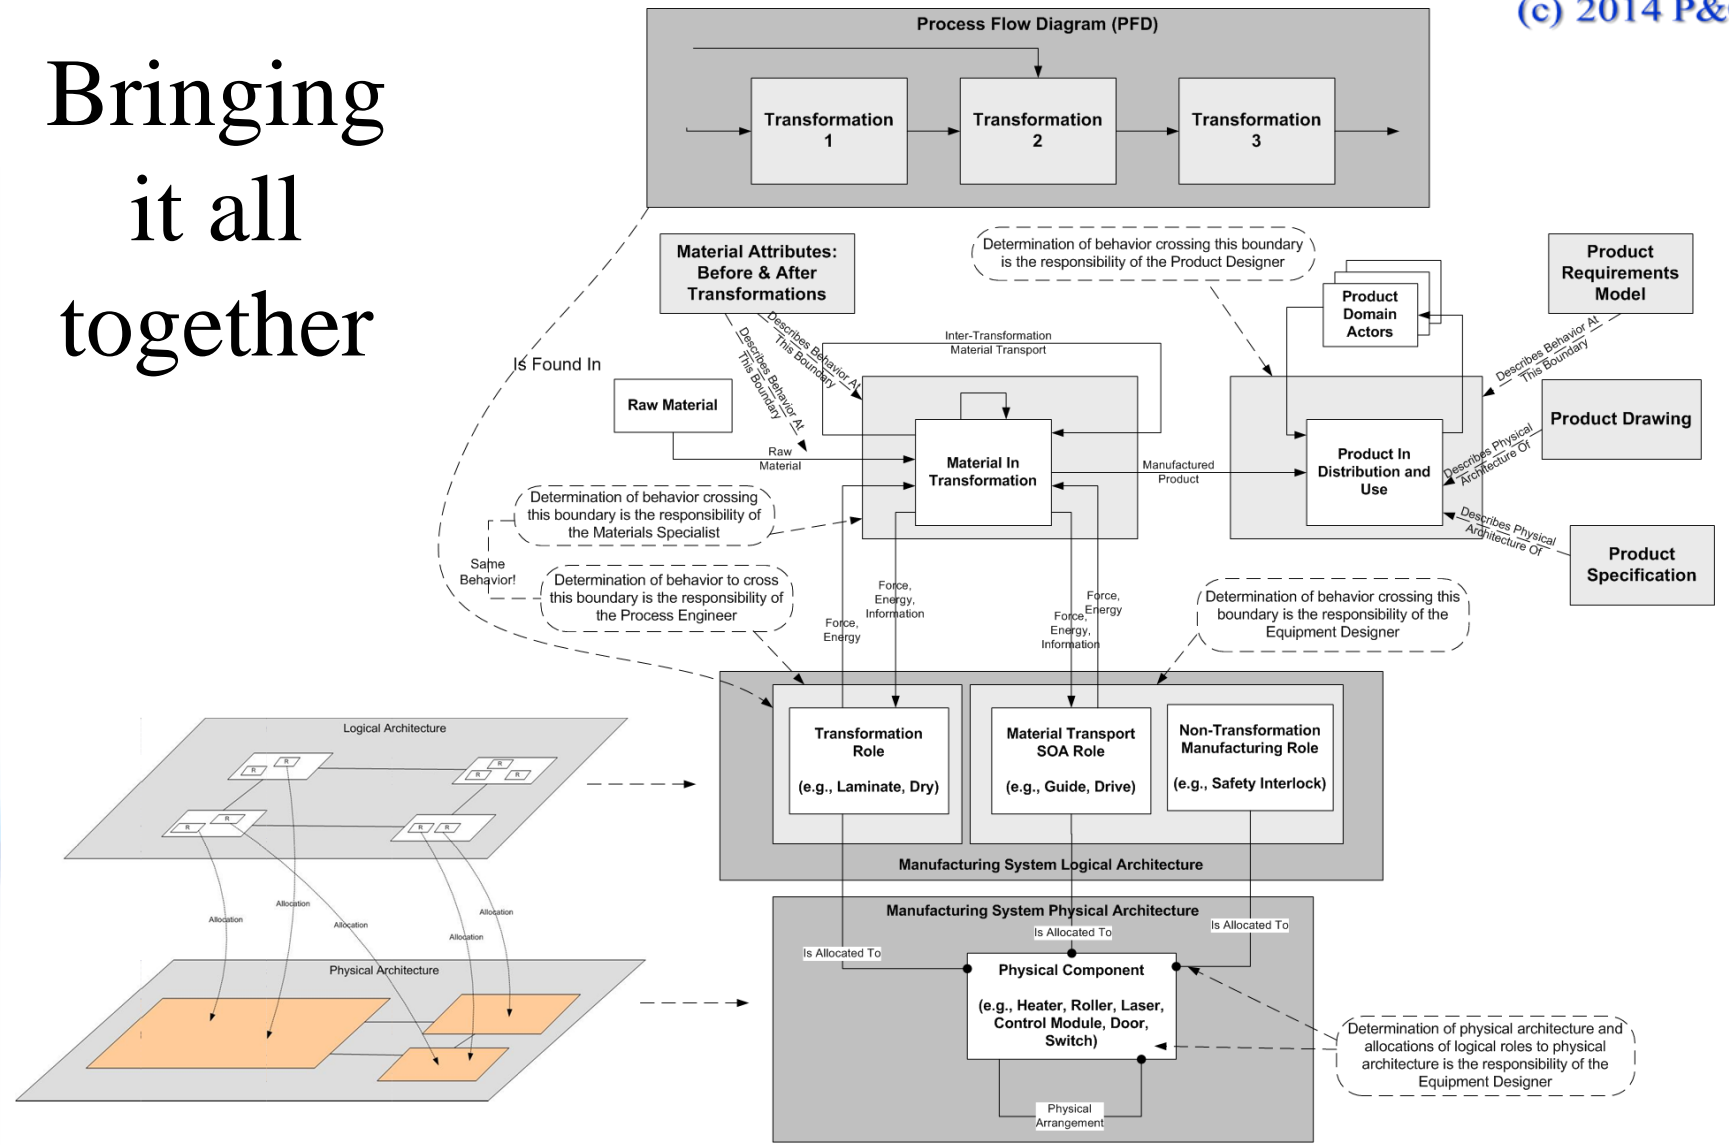 (c) 2014 P&
Bringing
it all
together
Process Flow Diagram (PFD)
Transformation
1
Transformation
2
Transformation
3
Material Attributes:
Before & After
Transformations
Determination of behavior crossing this boundary
is the responsibility of the Product Designer
Product
Domain
Actors
Product
Requirements
Model
Describes Behavior At
This Boundary
Describes Behavior At
This Boundary
Describes Behavior At
This Boundary
Inter-Transformation
Material Transport
Is Found In
Raw Material
Raw
Material
Material In
Transformation
Manufactured
Product
Product In
Distribution and
Use
Product Drawing
Describes Physical
Architecture Of
Describes Physical
Architecture Of
Product
Specification
Determination of behavior crossing
this boundary is the responsibility of
the Materials Specialist
Same
Behavior!
Determination of behavior to cross
this boundary is the responsibility of
the Process Engineer
Force,
Energy
Force,
Energy,
Information
Force,
Energy,
Information
Force,
Energy
Determination of behavior crossing this
boundary is the responsibility of the
Equipment Designer
Transformation
Role
(e.g., Laminate, Dry)
Material Transport
SOA Role
(e.g., Guide, Drive)
Non-Transformation
Manufacturing Role
(e.g., Safety Interlock)
Manufacturing System Logical Architecture
Logical Architecture
R
R
R
R
R
R
R
R
R
Allocation
Allocation
Allocation
Allocation
Allocation
Physical Architecture
Manufacturing System Physical Architecture
Is Allocated To
Is Allocated To
Is Allocated To
Physical Component
(e.g., Heater, Roller, Laser,
Control Module, Door,
Switch)
Physical
Arrangement
Determination of physical architecture and
allocations of logical roles to physical
architecture is the responsibility of the
Equipment Designer